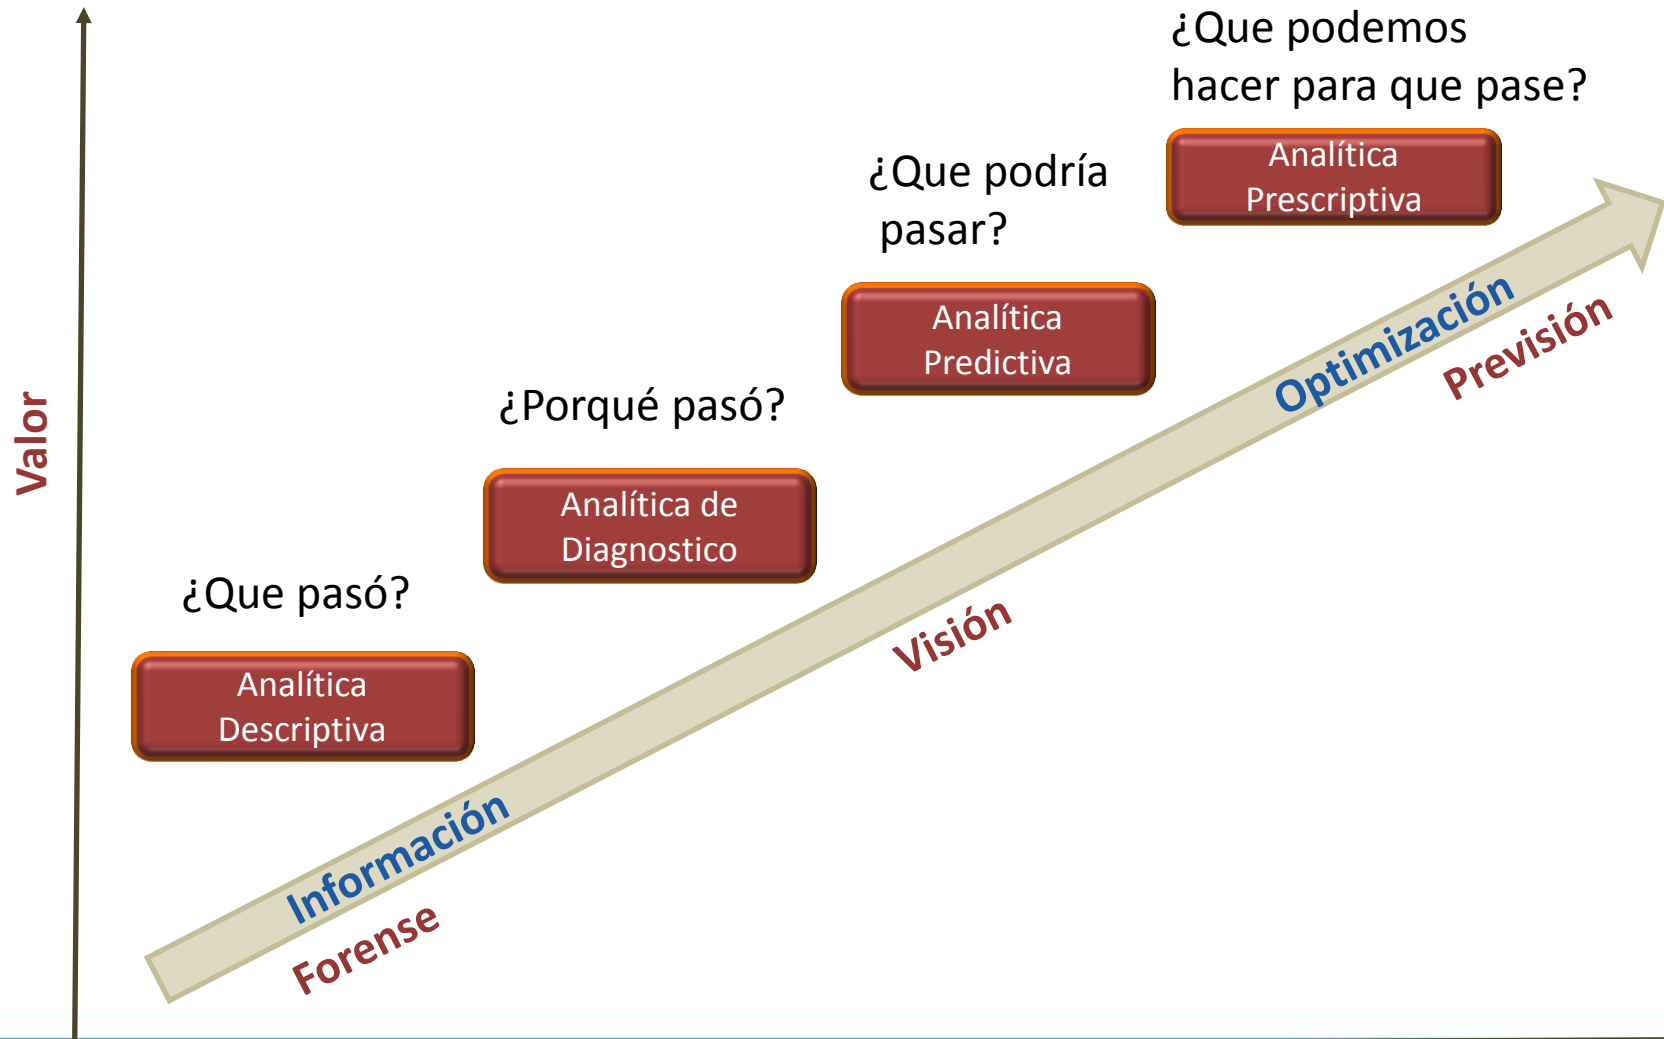 ¿Que podemos
hacer para que pase?
Analítica
Prescriptiva
¿Que podría
pasar?
Analítica
Predictiva
¿Porqué pasó?
Analítica de
Diagnostico
¿Que pasó?
Analítica
Descriptiva
Valor
Información
Forense
Visión
Optimización
Previsión